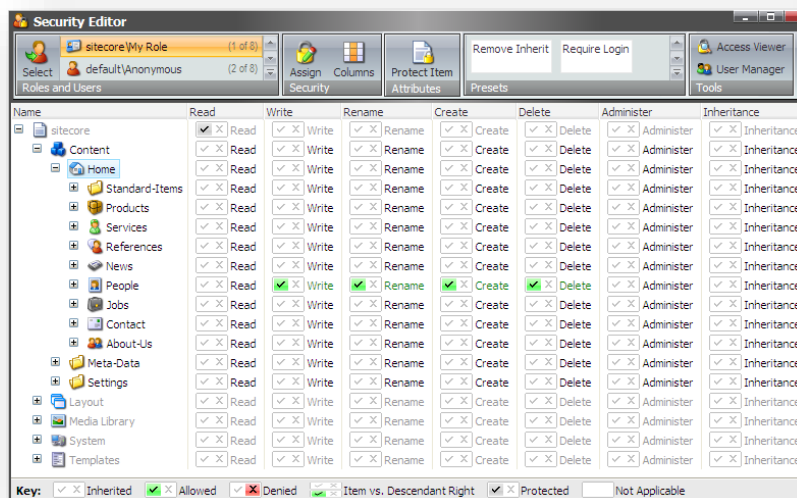 Security Editor
sitecore\My Role (1 of 8)
default\Anonymous (2 of 8)
Select
Roles and Users
Assign Columns
Security
Protect Item
Attributes
Remove Inherit Require Login
Presets
Access Viewer
User Manager
Tools
Name Read Write Rename Create Delete Administer Inheritance
sitecore Read Write Rename Create Delete Administer Inheritance
Content Read Write Rename Create Delete Administer Inheritance
Home Read Write Rename Create Delete Administer Inheritance
Standard-Items Read Write Rename Create Delete Administer Inheritance
Products Read Write Rename Create Delete Administer Inheritance
Services Read Write Rename Create Delete Administer Inheritance
References Read Write Rename Create Delete Administer Inheritance
News Read Write Rename Create Delete Administer Inheritance
People Read Write Rename Create Delete Administer Inheritance
Jobs Read Write Rename Create Delete Administer Inheritance
Contact Read Write Rename Create Delete Administer Inheritance
About-Us Read Write Rename Create Delete Administer Inheritance
Meta-Data Read Write Rename Create Delete Administer Inheritance
Settings Read Write Rename Create Delete Administer Inheritance
Layout Read Write Rename Create Delete Administer Inheritance
Media Library Read Write Rename Create Delete Administer Inheritance
System Read Write Rename Create Delete Administer Inheritance
Templates Read Write Rename Create Delete Administer Inheritance
Key: Inherited Allowed Denied Item vs. Descendant Right Protected Not Applicable